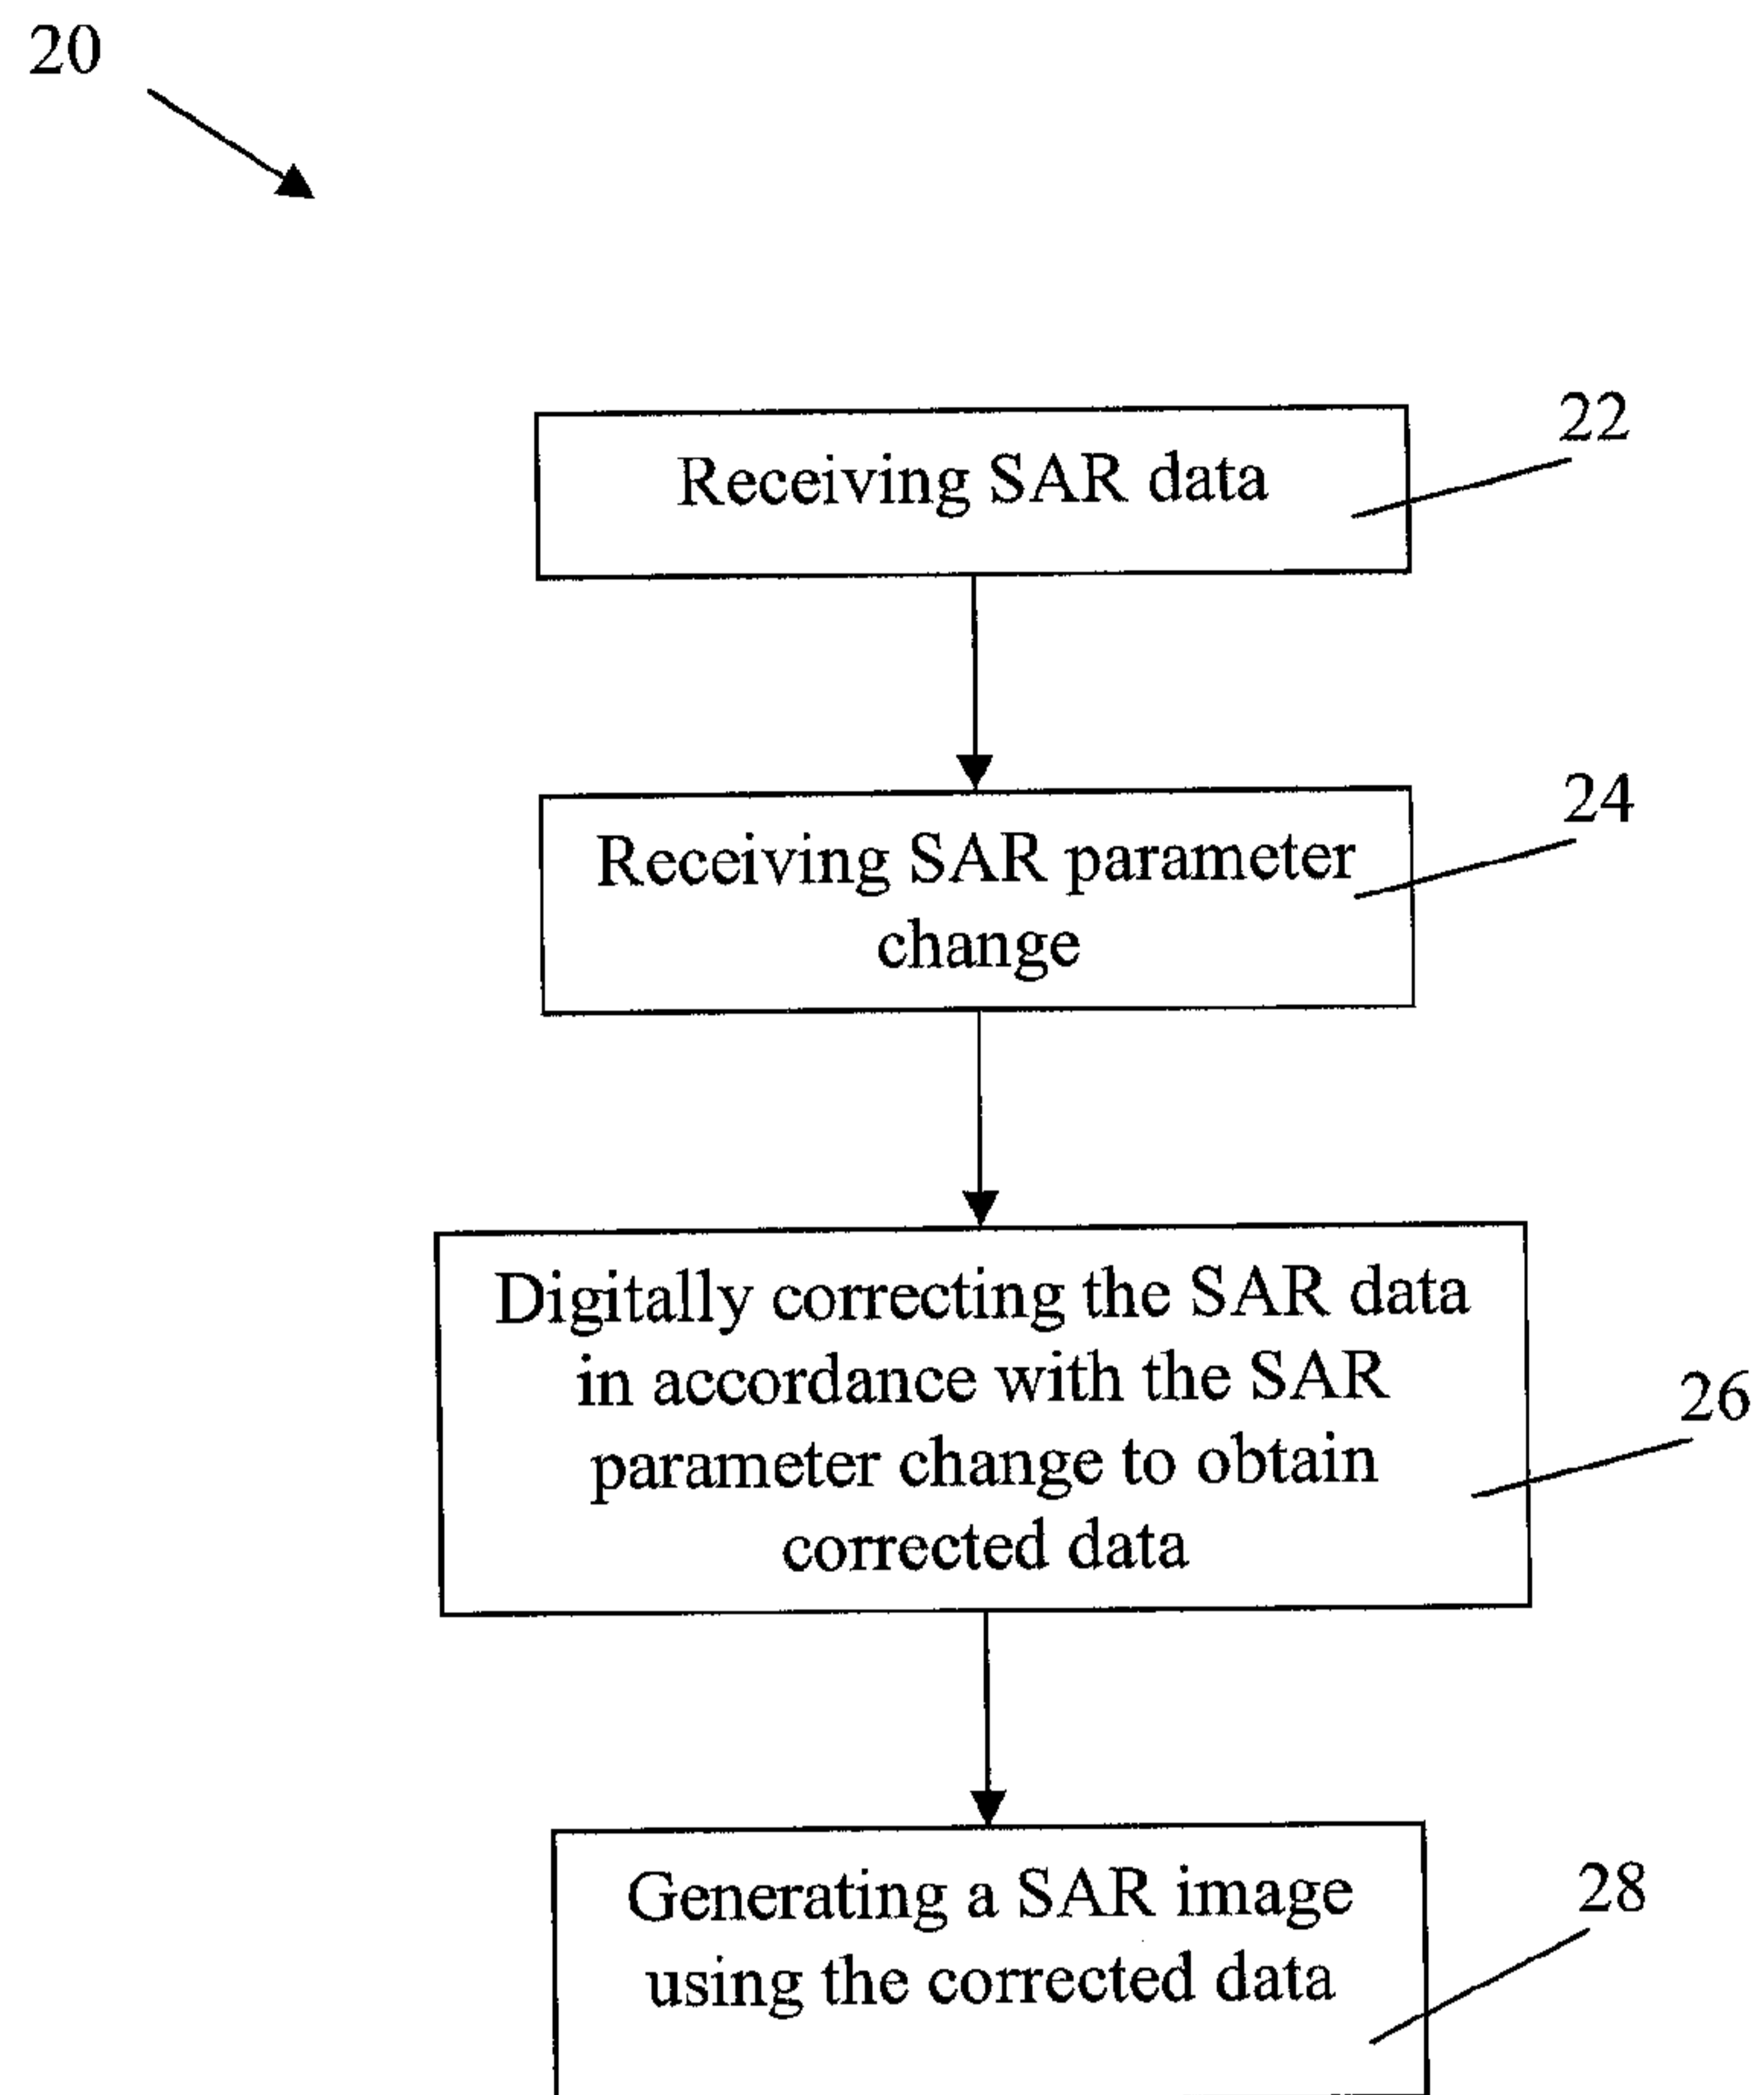 20
22
Receiving SAR data
24
Receiving SAR parameter
change
Digitally correcting the SAR data
in accordance with the SAR
26
parameter change to obtain
corrected data
28
Generating a SAR image
using the corrected data